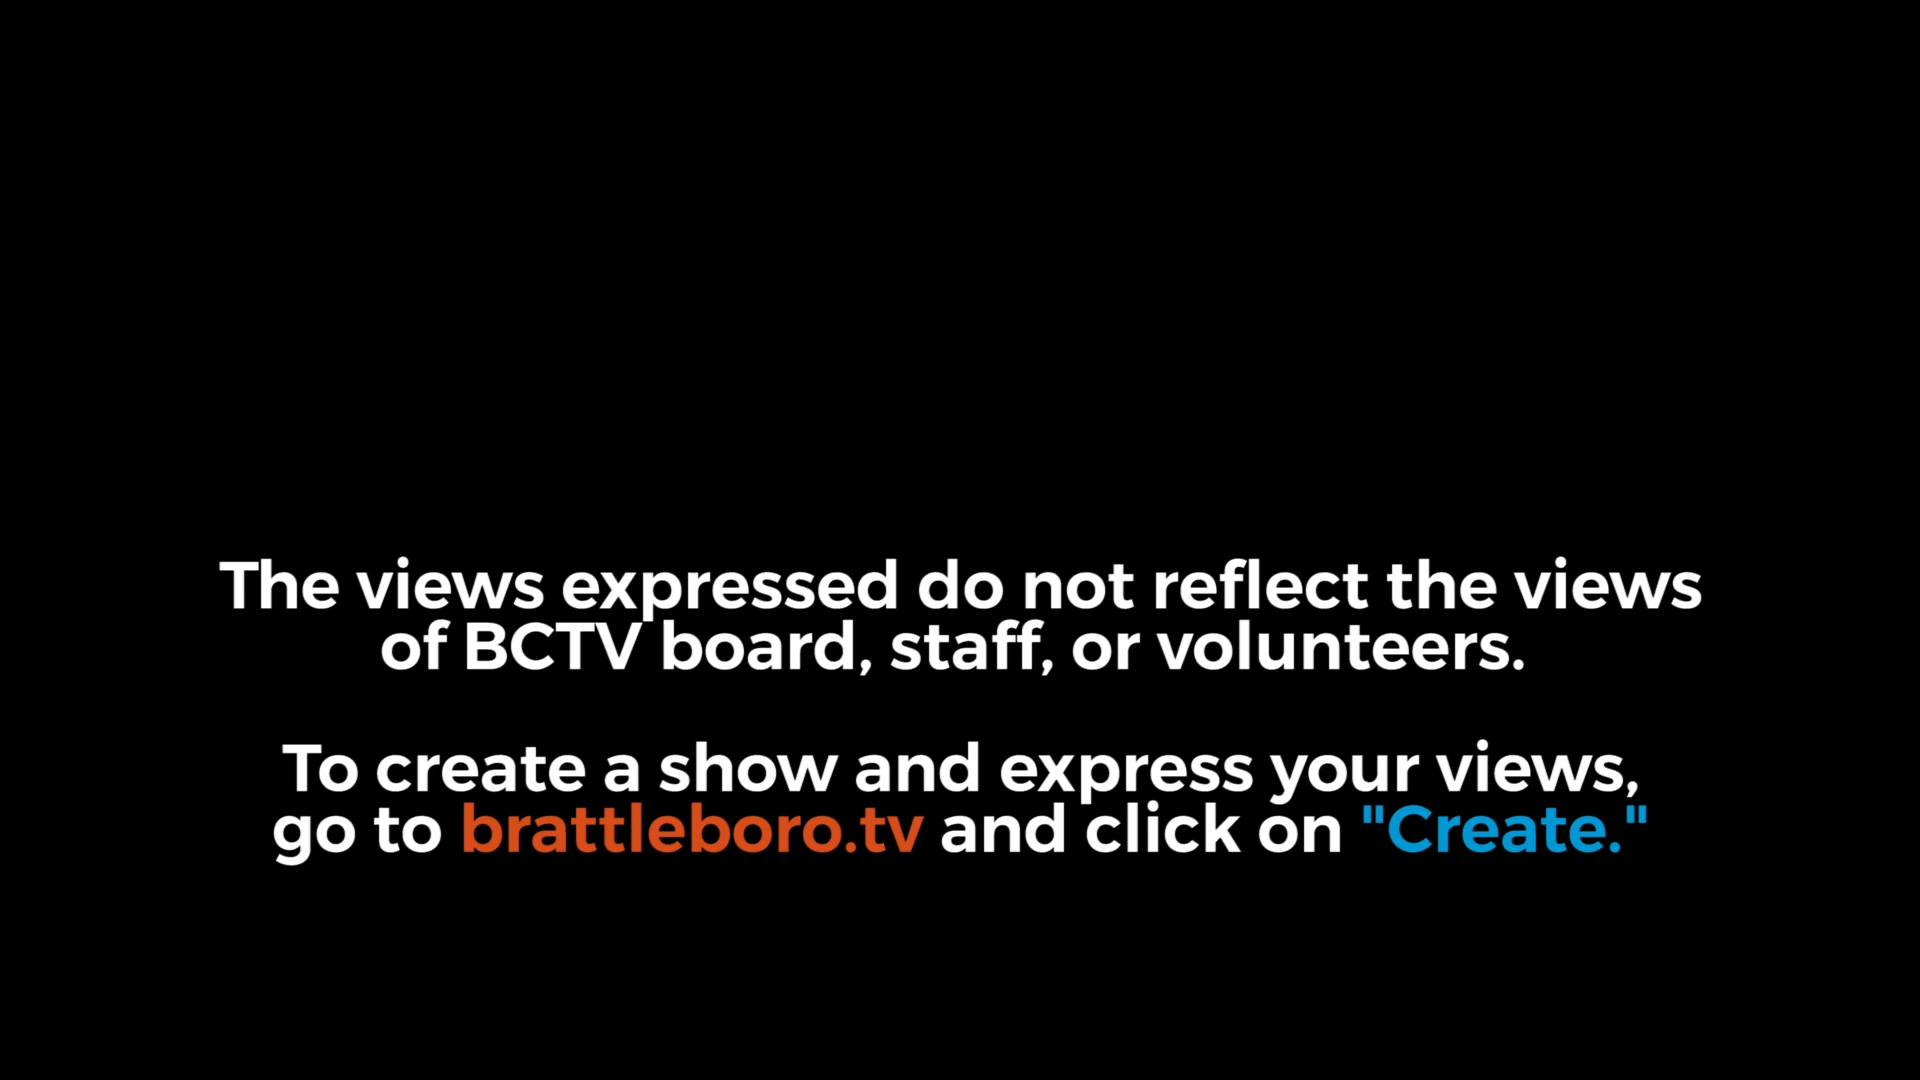 The views expressed do not reflect the views
of BCTV board, staff, or volunteers.
To create a show and express your views,
go to brattleboro.tv and click on "Create."